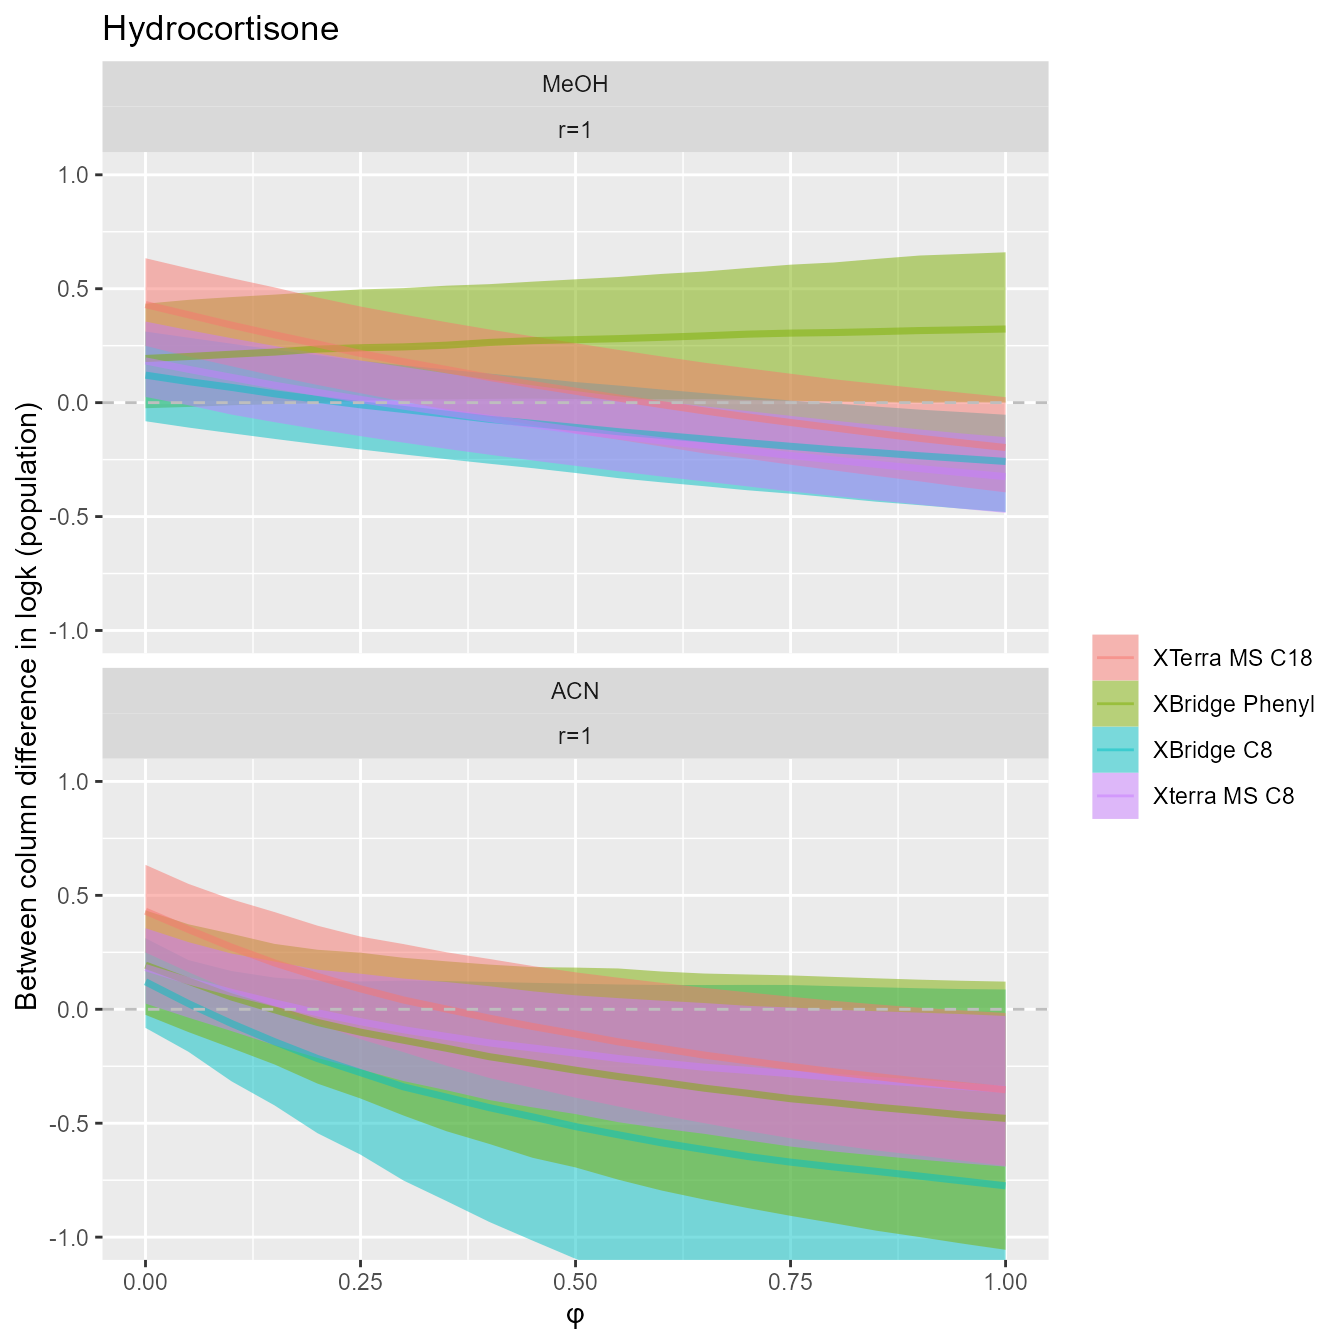 Hydrocortisone
MeOH
r=1
1.0
0.5
0.0
-0.5
-1.0
ACN
r=1
1.0
0.5
0.0
-0.5
-1.0
0.00 0.25 0.50 0.75 1.00
φ
Between column difference in logk (population)
XTerra MS C18
XBridge Phenyl
XBridge C8
Xterra MS C8